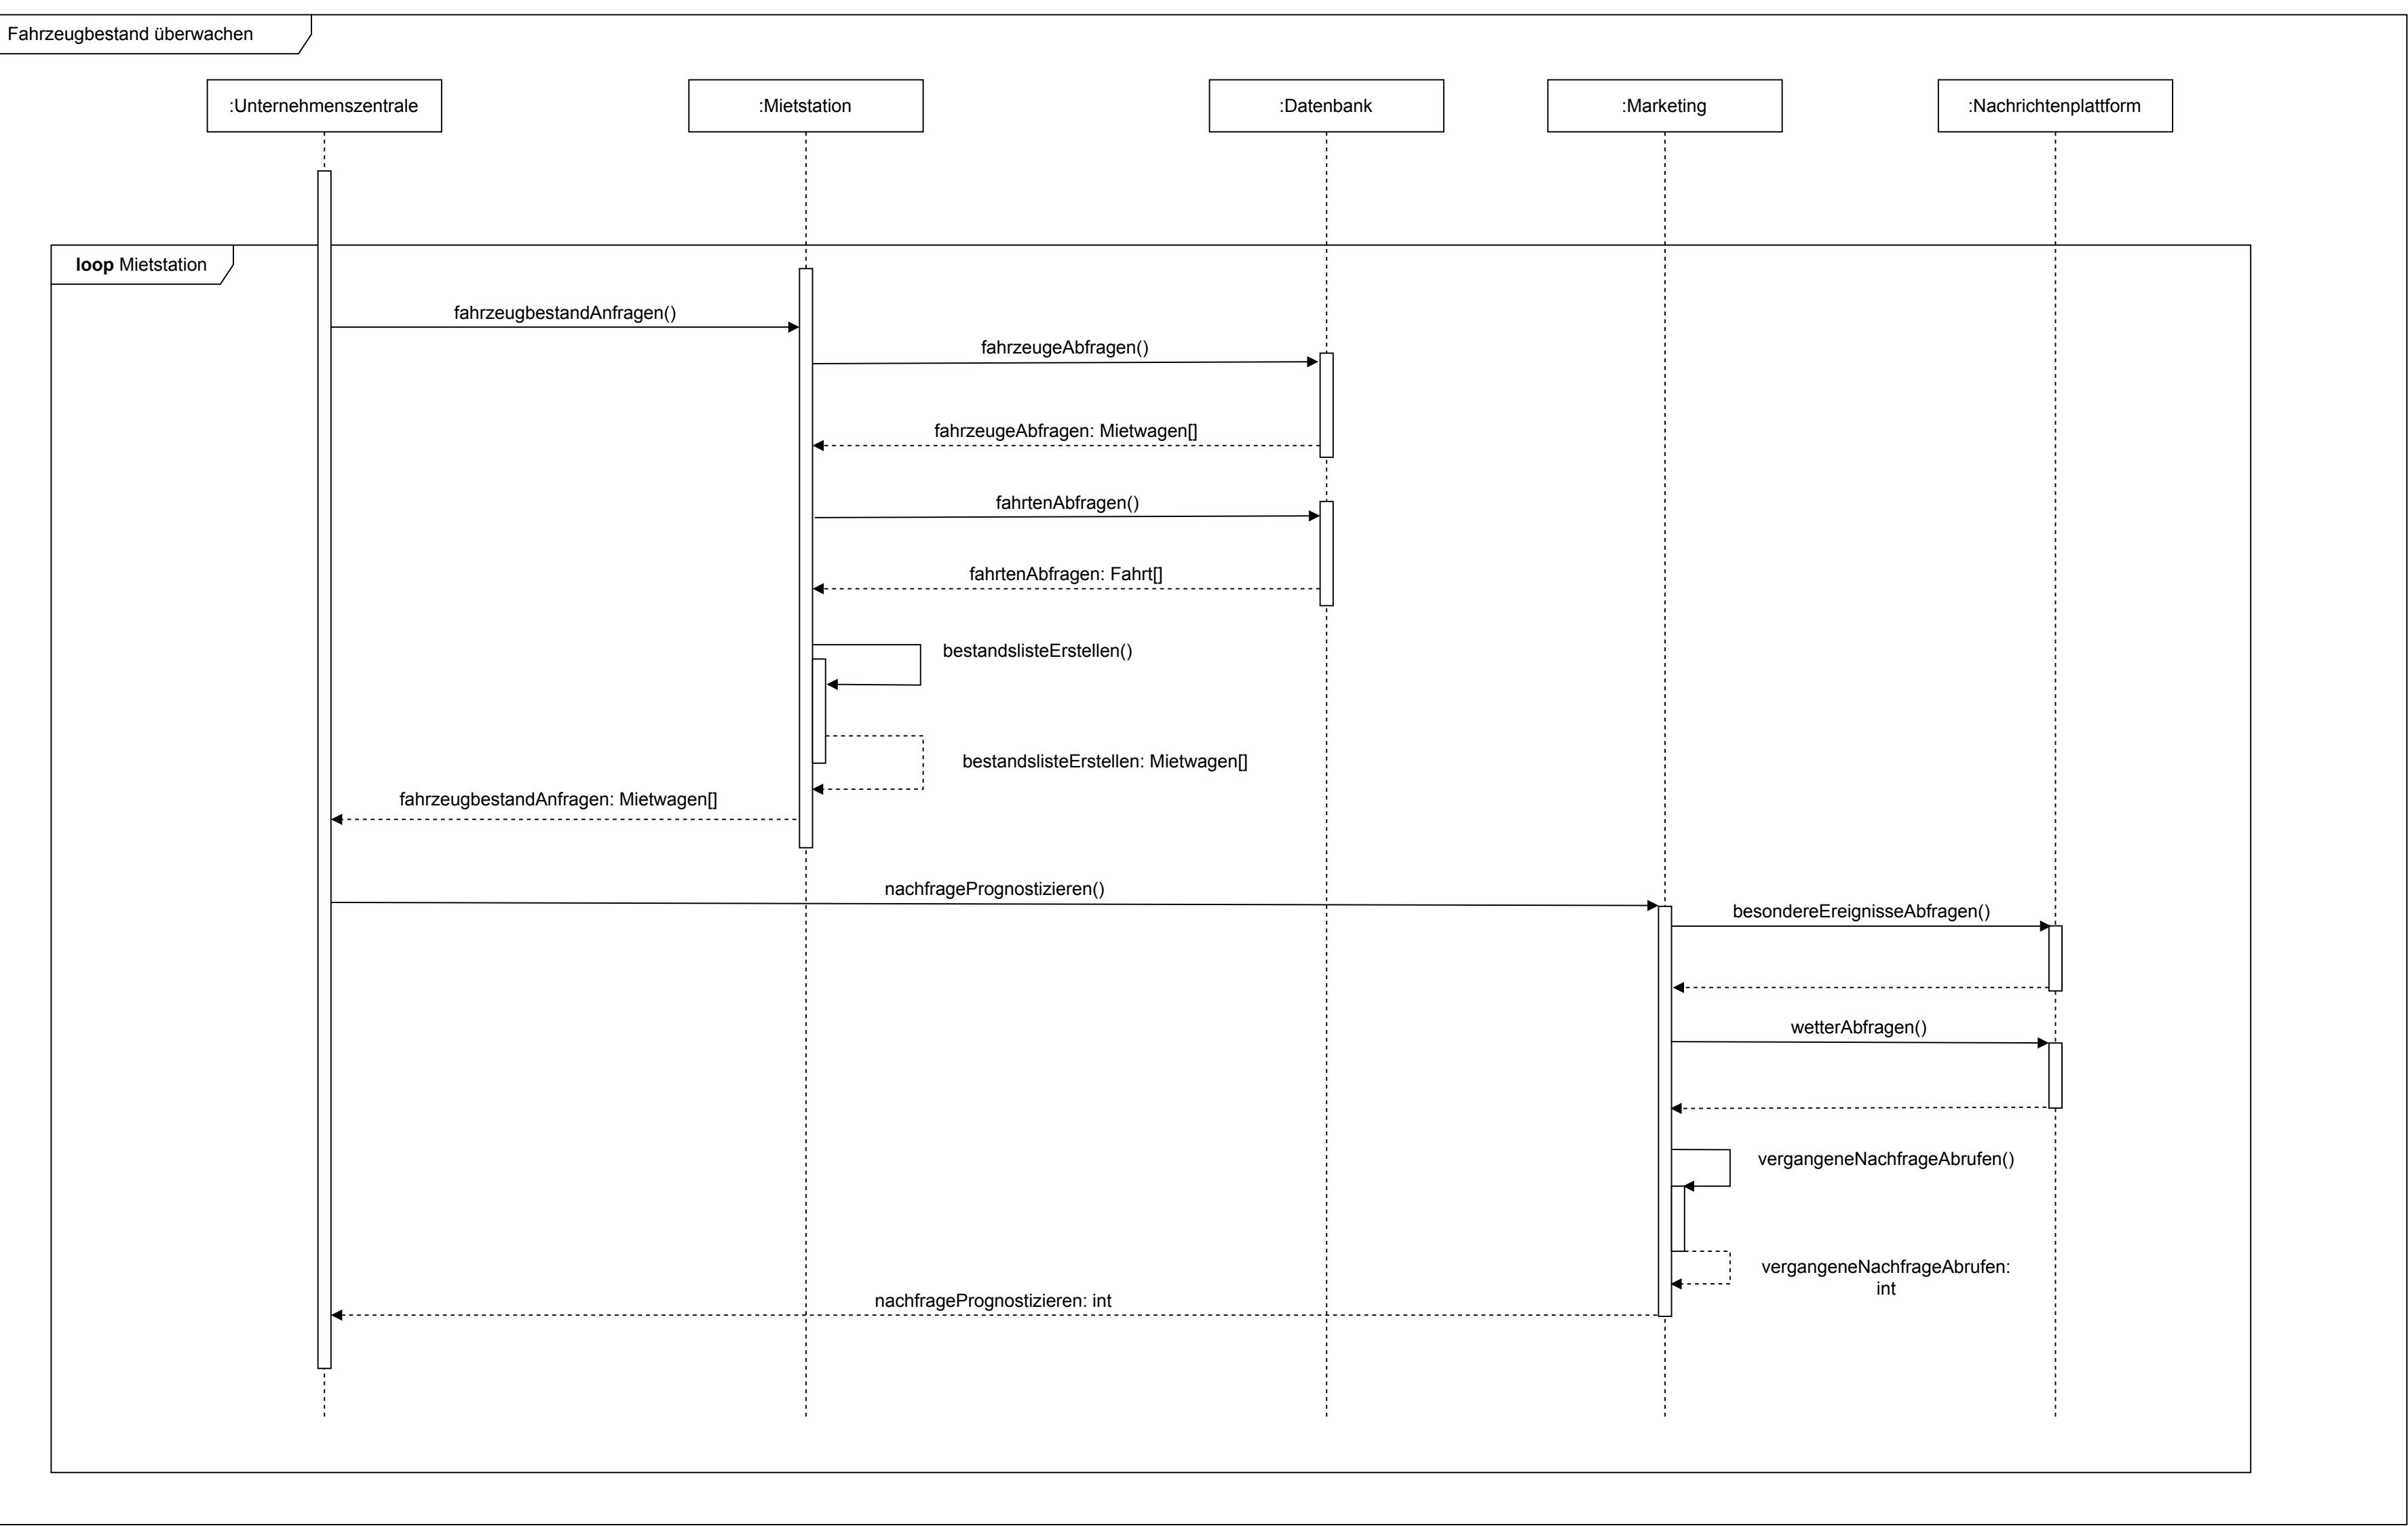 Fahrzeugbestand überwachen
:Unternehmenszentrale
:Mietstation
:Datenbank
:Marketing
:Nachrichtenplattform
loop Mietstation
fahrzeugbestandAnfragen()
fahrzeugeAbfragen()
fahrzeugeAbfragen: Mietwagen[]
fahrtenAbfragen()
fahrtenAbfragen: Fahrt[]
bestandslisteErstellen()
bestandslisteErstellen: Mietwagen[]
fahrzeugbestandAnfragen: Mietwagen[]
nachfragePrognostizieren()
besondereEreignisseAbfragen()
wetterAbfragen()
vergangeneNachfrageAbrufen()
vergangeneNachfrageAbrufen:
int
nachfragePrognostizieren: int